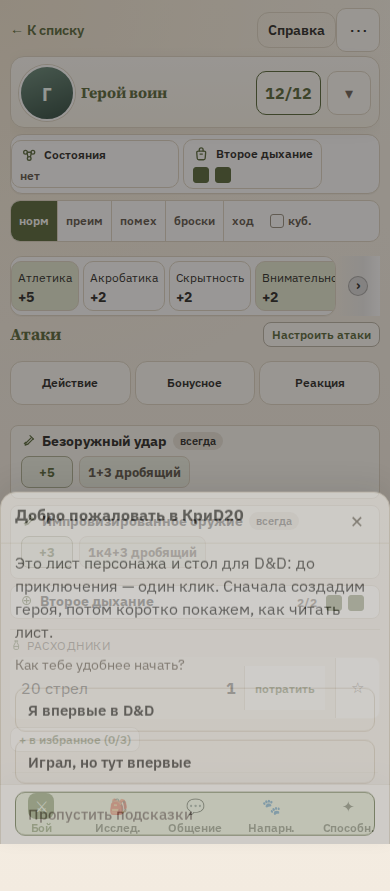 ← К списку
Справка
...
Г
Герой воин
12/12
Состояния
нет
Второе дыхание
норм
преим
помех
броски
ход
куб.
Атлетика
+5
Акробатика
+2
Скрытность
+2
Внимательнс
+2
Атаки
Настроить атаки
Действие
Бонусное
Реакция
Безоружный удар
всегда
+5
1+3 дробящий
Добро пожаловать в КриD20
Импровизированное оружие
всегда
×
+3
1к4+3 дробящий
Это лист персонажа и стол для D&D: до
приключения — один клик. Сначала создадим
героя, потом коротко покажем, как читать
лист.
Второе дыхание
2/2
РАСХОДНИКИ
Как тебе удобнее начать?
20 стрел
1
потратить
Я впервые в D&D
+ в избранное (0/3)
Играл, но тут впервые
Пропустить подсказки
Бой
Исслед.
Общение
Напарн.
Способн.